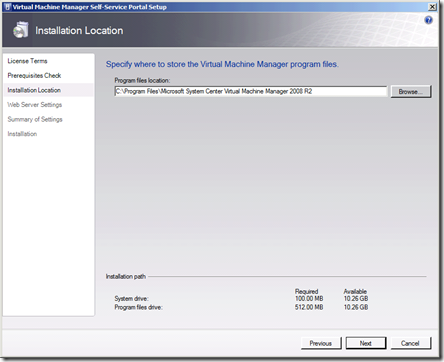 Virtual Machine Manager Self-Service Portal Setup
Installation Location
License Terms
Prerequisites Check
Installation Location
Web Server Settings
Summary of Settings
Installation
Specify where to store the Virtual Machine Manager program files.
Program files location:
C:\Program Files\Microsoft System Center Virtual Machine Manager 2008 R2
Browse...
Installation path
Required Available
System drive: 100.00 MB 10.26 GB
Program files drive: 512.00 MB 10.26 GB
Previous Next Cancel